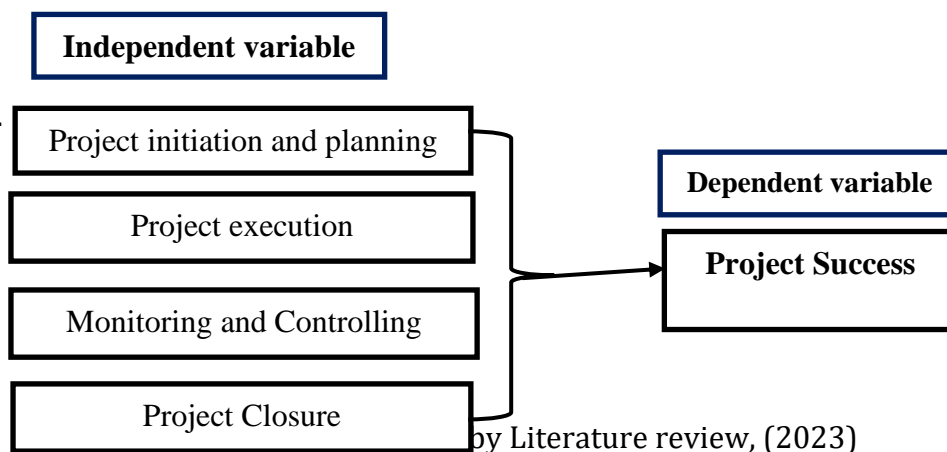 Independent variable
Project initiation and planning
Project execution
Monitoring and Controlling
Project Closure
Dependent variable
Project Success
by Literature review, (2023)